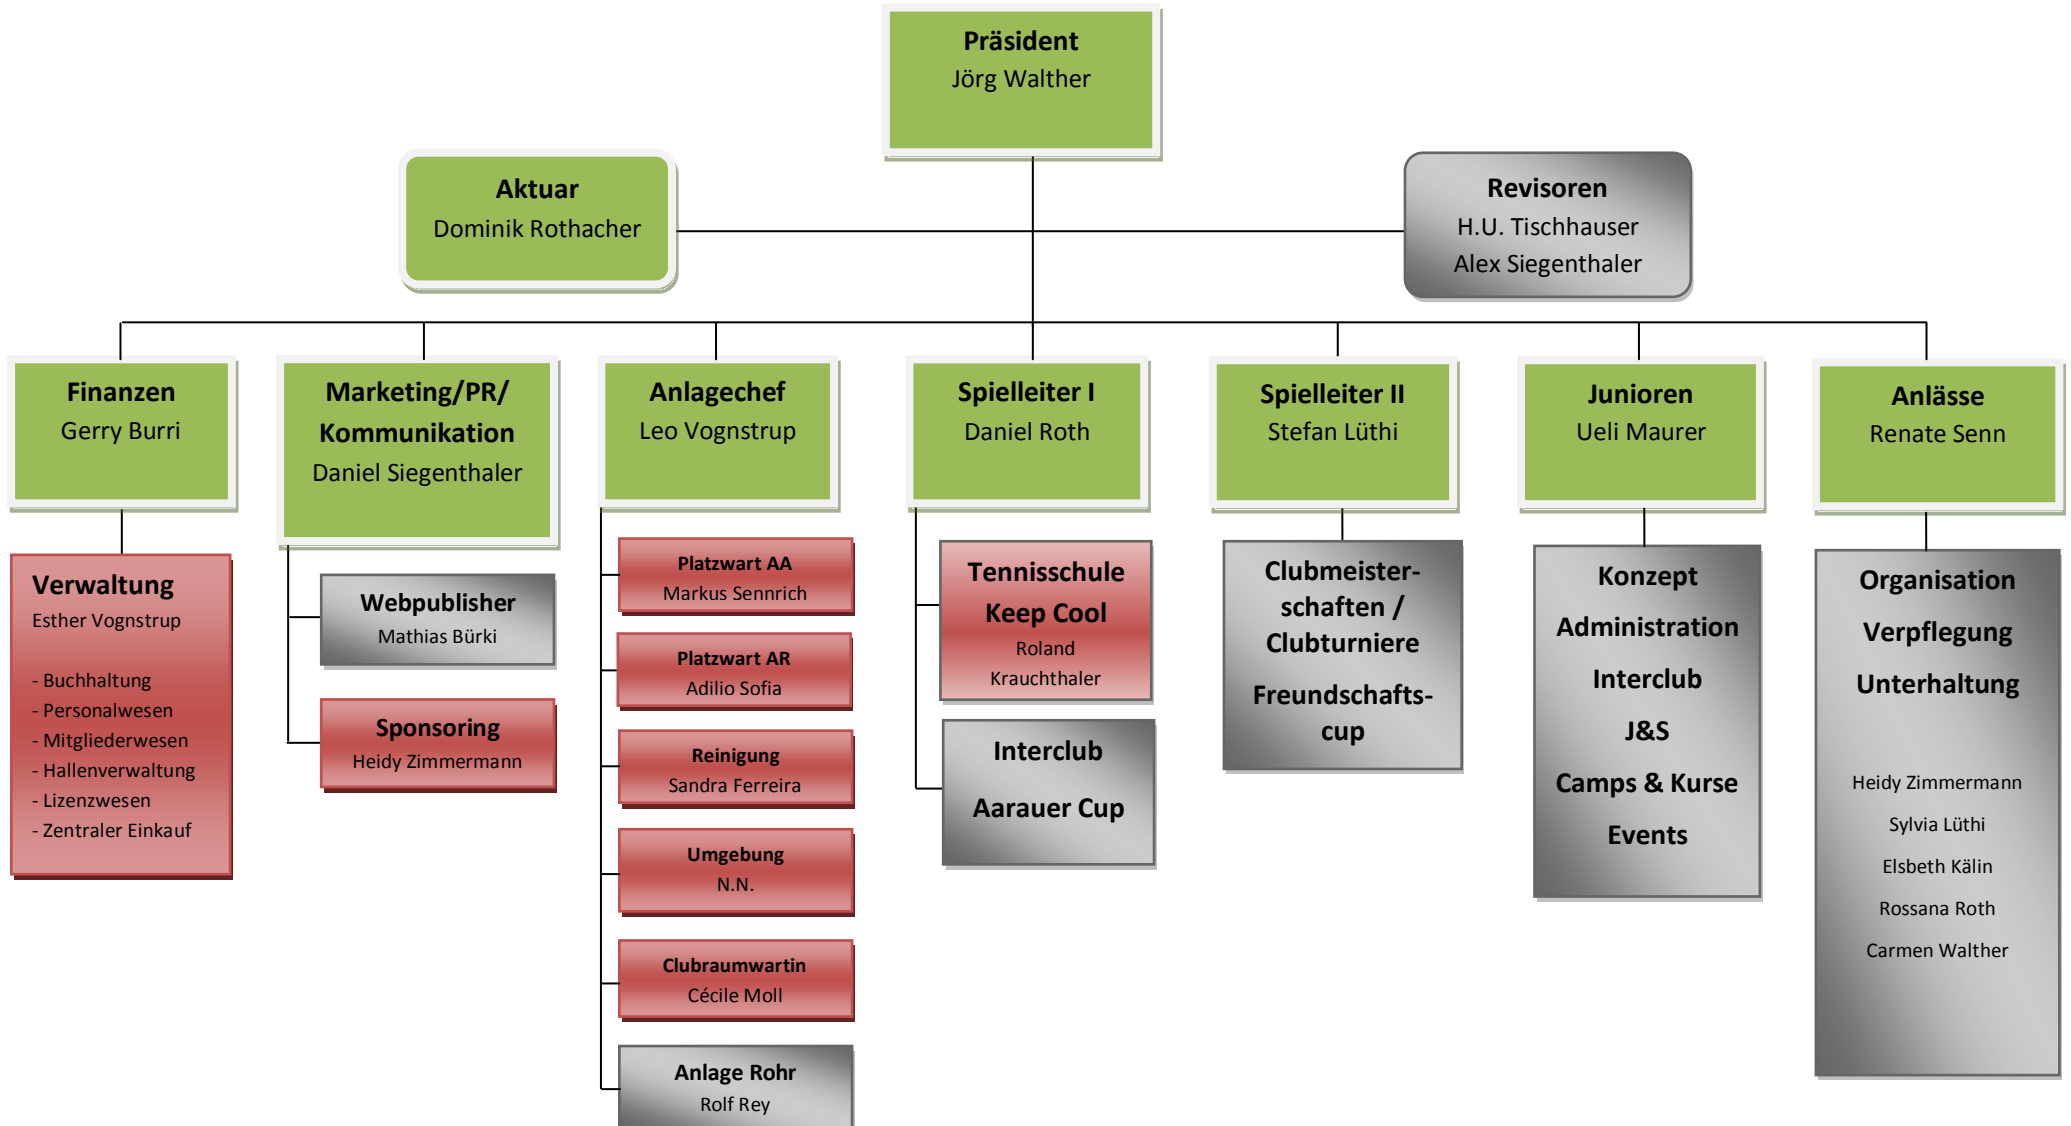 Präsident
Jörg Walther
Aktuar
Dominik Rothacher
Revisoren
H.U. Tischhauser
Alex Siegenthaler
Finanzen
Gerry Burri
Marketing/PR/
Kommunikation
Daniel Siegenthaler
Anlagechef
Leo Vognstrup
Spielleiter I
Daniel Roth
Spielleiter II
Stefan Lüthi
Junioren
Ueli Maurer
Anlässe
Renate Senn
Verwaltung
Esther Vognstrup
- Buchhaltung
- Personalwesen
- Mitgliederwesen
- Hallenverwaltung
- Lizenzwesen
- Zentraler Einkauf
Webpublisher
Mathias Bürki
Sponsoring
Heidy Zimmermann
Platzwart AA
Markus Sennrich
Platzwart AR
Adilio Sofia
Reinigung
Sandra Ferreira
Umgebung
N.N.
Clubraumwartin
Cécile Moll
Anlage Rohr
Rolf Rey
Tennisschule
Keep Cool
Roland
Krauchthaler
Interclub
Aarauer Cup
Clubmeister-
schaften /
Clubturniere
Freundschafts-
cup
Konzept
Administration
Interclub
J&S
Camps & Kurse
Events
Organisation
Verpflegung
Unterhaltung
Heidy Zimmermann
Sylvia Lüthi
Elsbeth Kälin
Rossana Roth
Carmen Walther